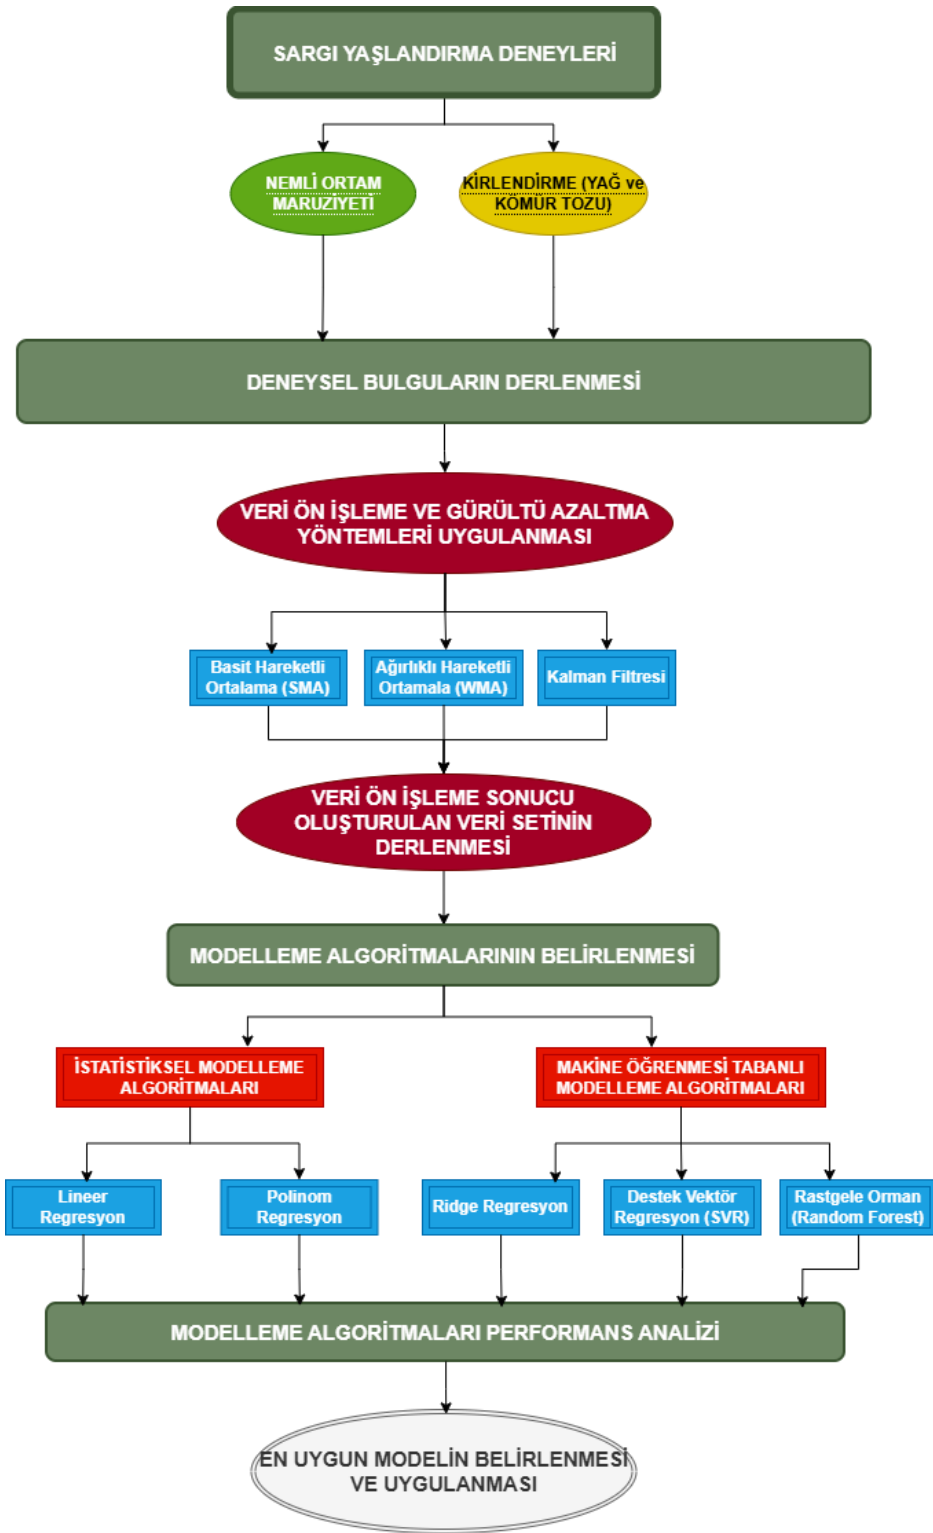 SARGI YAŞLANDIRMA DENEYLERİ
NEMLİ ORTAM
MARUZİYETİ
KİRLENDİRME (YAĞ ve
KÖMÜR TOZU)
DENEYSEL BULGULARIN DERLENMESİ
VERİ ÖN İŞLEME VE GÜRÜLTÜ AZALTMA
YÖNTEMLERİ UYGULANMASI
Basit Hareketli
Ortalama (SMA)
Ağırlıklı Hareketli
Ortamala (WMA)
Kalman Filtresi
VERİ ÖN İŞLEME SONUCU
OLUŞTURULAN VERİ SETİNİN
DERLENMESİ
MODELLEME ALGORİTMALARININ BELİRLENMESİ
İSTATİSTİKSEL MODELLEME
ALGORİTMALARI
MAKİNE ÖĞRENMESİ TABANLI
MODELLEME ALGORİTMALARI
Lineer
Regresyon
Polinom
Regresyon
Ridge Regresyon
Destek Vektör
Regresyon (SVR)
Rastgele Orman
(Random Forest)
MODELLEME ALGORİTMALARI PERFORMANS ANALİZİ
EN UYGUN MODELİN BELİRLENMESİ
VE UYGULANMASI